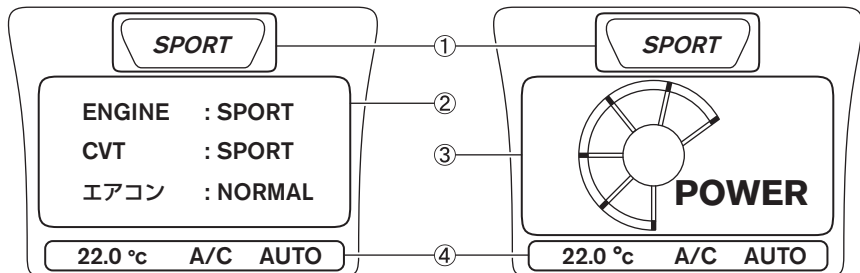 SPORT
①
SPORT
ENGINE : SPORT
CVT : SPORT
エアコン : NORMAL
②
③
POWER
22.0 °c A/C AUTO
④
22.0 °c A/C AUTO